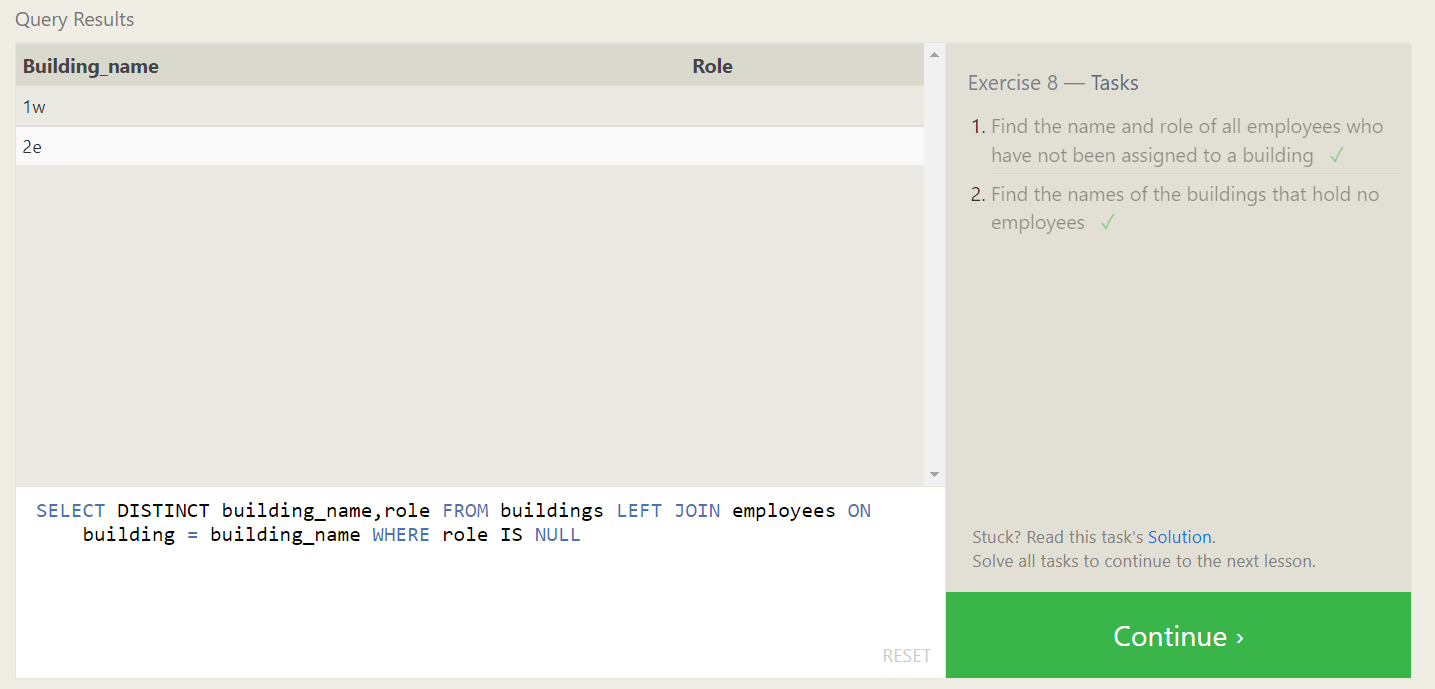 Query Results
Building_name Role
1w
2e
SELECT DISTINCT building_name,role FROM buildings LEFT JOIN employees ON
building = building_name WHERE role IS NULL
RESET
Exercise 8 — Tasks
1. Find the name and role of all employees who
have not been assigned to a building ✓
2. Find the names of the buildings that hold no
employees ✓
Stuck? Read this task's Solution.
Solve all tasks to continue to the next lesson.
Continue ›